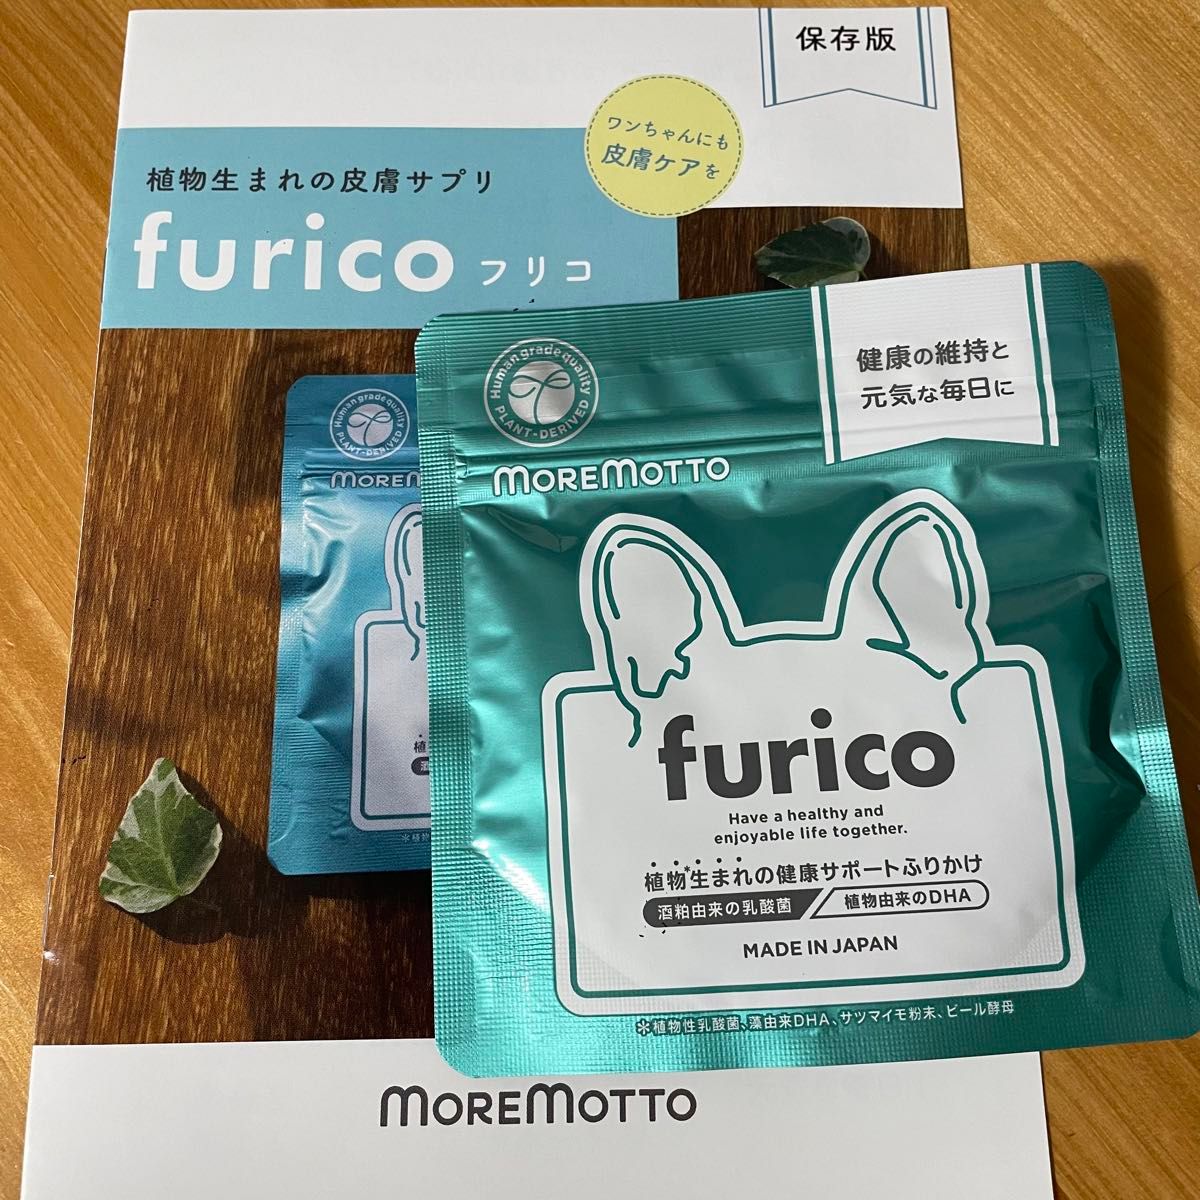 保存版
ワンちゃんにも
皮膚ケアを
植物生まれの皮膚サプリ
furico フリコ
Human grade quality
PLANT-DERIVED
MOREM
植
酒
*植物
健康の維持と
元気な毎日に
Human grade quality
PLANT-DERIVED
MOREMOTTO
furico
Have a healthy and
enjoyable life together.
植物*生まれの健康サポートふりかけ
酒粕由来の乳酸菌 植物由来のDHA
MADE IN JAPAN
*植物性乳酸菌、藻由来DHA、サツマイモ粉末、ビール酵母
MOREMOTTO